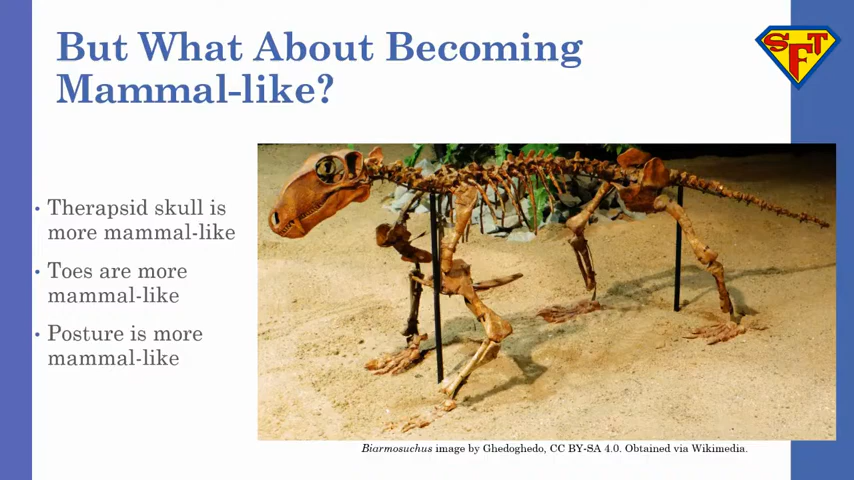 But What About Becoming
Mammal-like?
SFT
• Therapsid skull is
more mammal-like
• Toes are more
mammal-like
• Posture is more
mammal-like
Biarmosuchus image by Ghedoghedo, CC BY-SA 4.0. Obtained via Wikimedia.